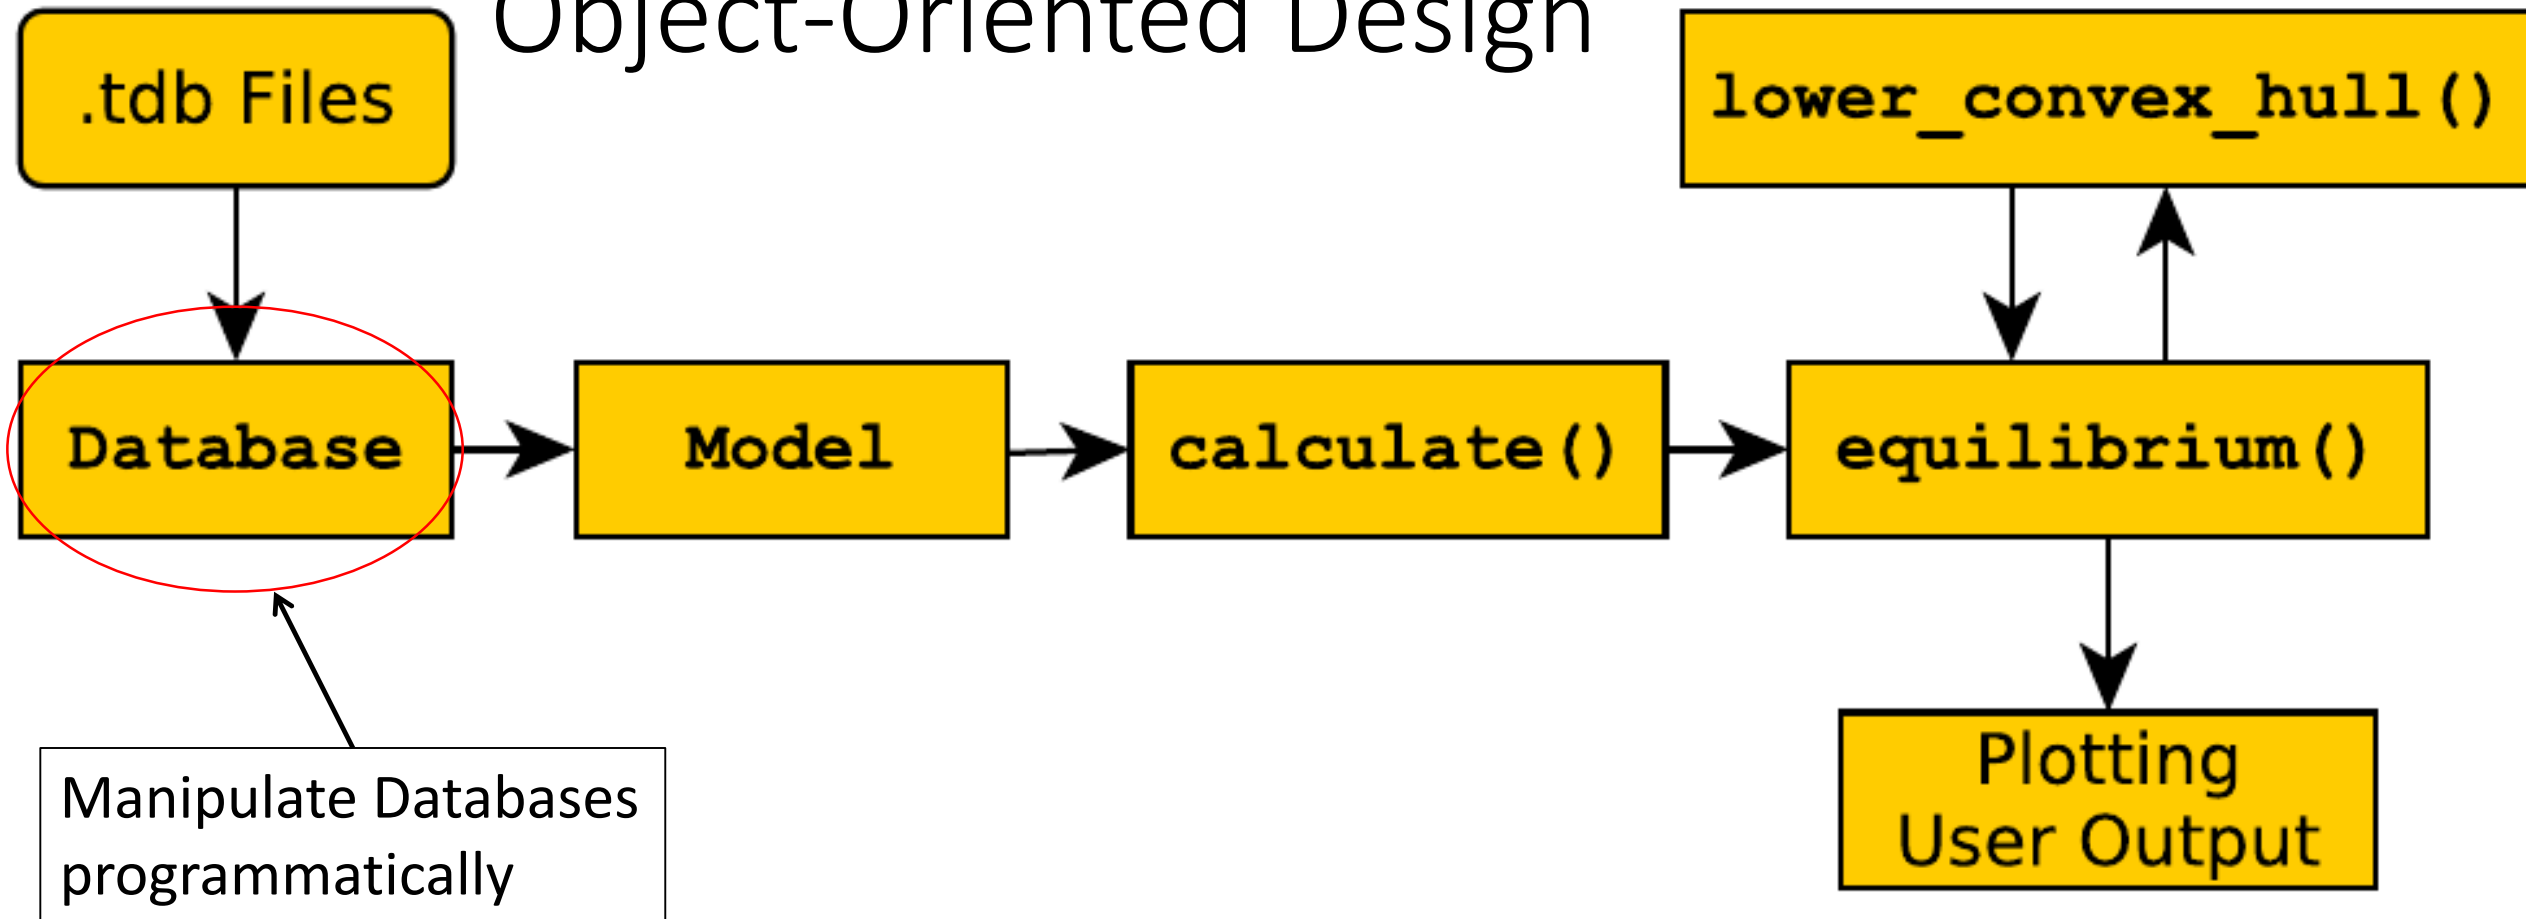 Object-Oriented Design
.tdb Files
lower_convex_hull()
Database
Model
calculate()
equilibrium()
Manipulate Databases
programmatically
Plotting
User Output